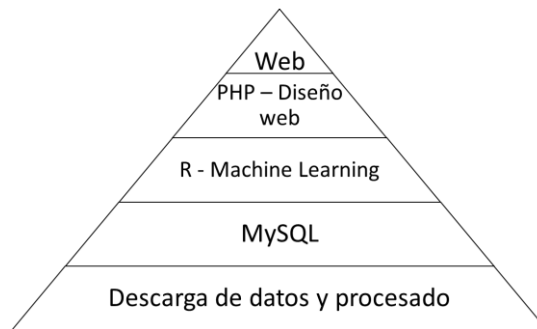 Web
PHP – Diseño
web
R - Machine Learning
MySQL
Descarga de datos y procesado